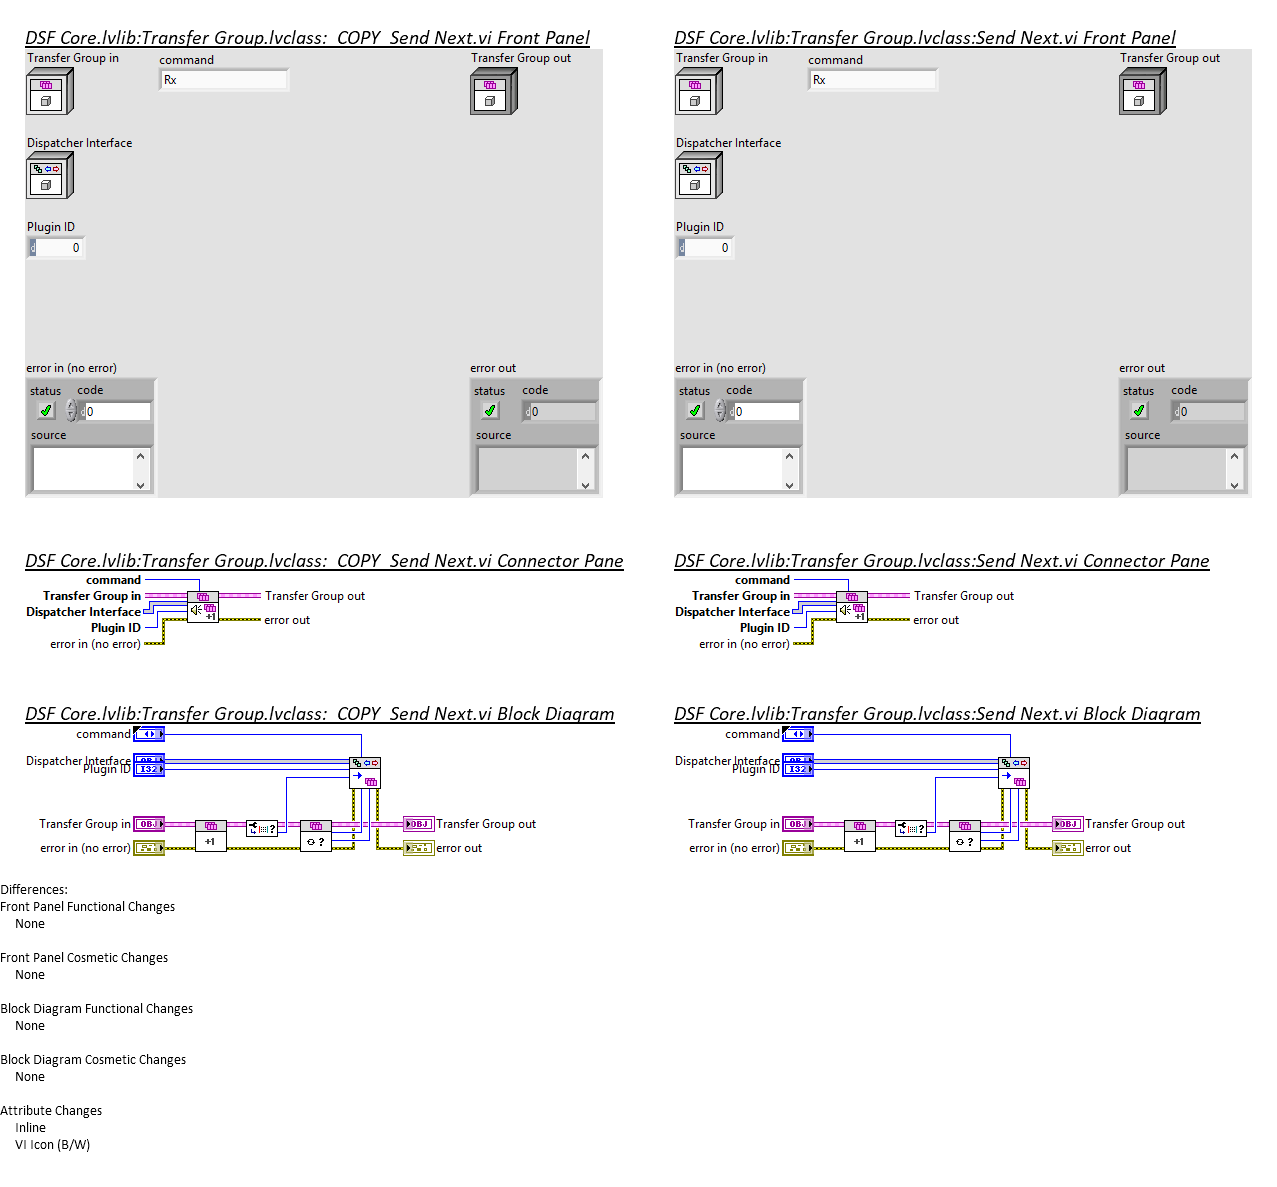 DSF Core.lvlib:Transfer Group.lvclass:_COPY_Send Next.vi Front Panel
Transfer Group in
command
Transfer Group out
Rx
Dispatcher Interface
Plugin ID
d 0
error in (no error)
error out
status code
status code
d 0
d 0
source
source
DSF Core.lvlib:Transfer Group.lvclass:Send Next.vi Front Panel
Transfer Group in
command
Transfer Group out
Rx
Dispatcher Interface
Plugin ID
d 0
error in (no error)
error out
status code
status code
d 0
d 0
source
source
DSF Core.lvlib:Transfer Group.lvclass:_COPY_Send Next.vi Connector Pane
command
Transfer Group in
Transfer Group out
Dispatcher Interface
+1
error out
Plugin ID
error in (no error)
DSF Core.lvlib:Transfer Group.lvclass:Send Next.vi Connector Pane
command
Transfer Group in
Transfer Group out
Dispatcher Interface
+1
error out
Plugin ID
error in (no error)
DSF Core.lvlib:Transfer Group.lvclass:_COPY_Send Next.vi Block Diagram
command
Dispatcher Interface
Plugin ID I32
Transfer Group in OBJ ? OBJ Transfer Group out
+1 ?
error in (no error) error out
DSF Core.lvlib:Transfer Group.lvclass:Send Next.vi Block Diagram
command
Dispatcher Interface
Plugin ID I32
Transfer Group in OBJ ? OBJ Transfer Group out
+1 ?
error in (no error) error out
Differences:
Front Panel Functional Changes
None
Front Panel Cosmetic Changes
None
Block Diagram Functional Changes
None
Block Diagram Cosmetic Changes
None
Attribute Changes
Inline
VI Icon (B/W)